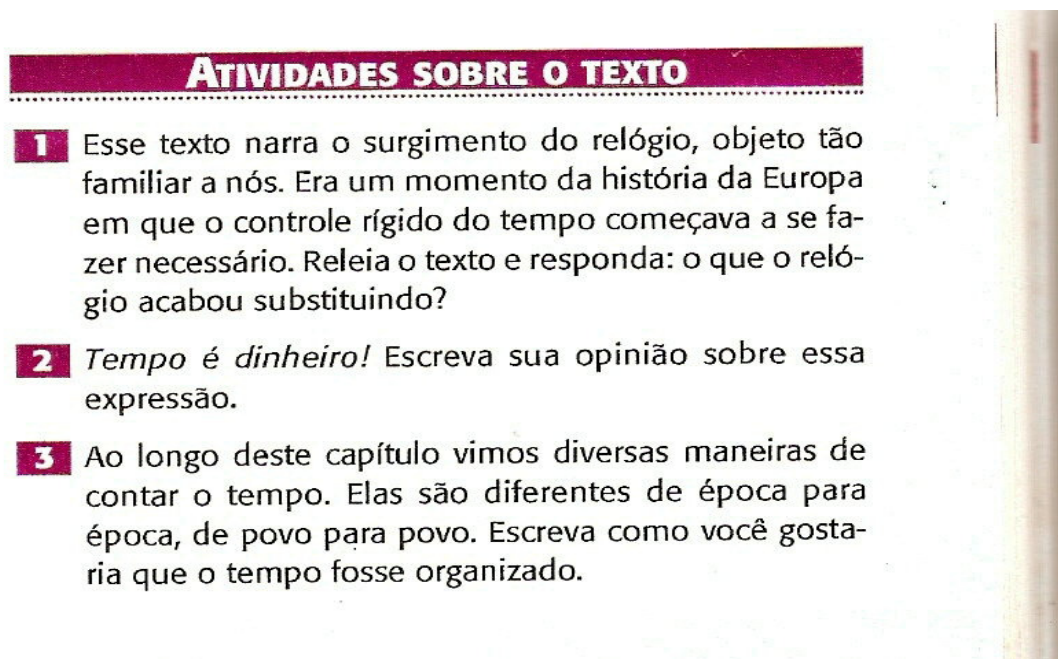 ATIVIDADES SOBRE O TEXTO
1 Esse texto narra o surgimento do relógio, objeto tão
familiar a nós. Era um momento da história da Europa
em que o controle rígido do tempo começava a se fa-
zer necessário. Releia o texto e responda: o que o reló-
gio acabou substituindo?
2 Tempo é dinheiro! Escreva sua opinião sobre essa
expressão.
3 Ao longo deste capítulo vimos diversas maneiras de
contar o tempo. Elas são diferentes de época para
época, de povo para povo. Escreva como você gosta-
ria que o tempo fosse organizado.